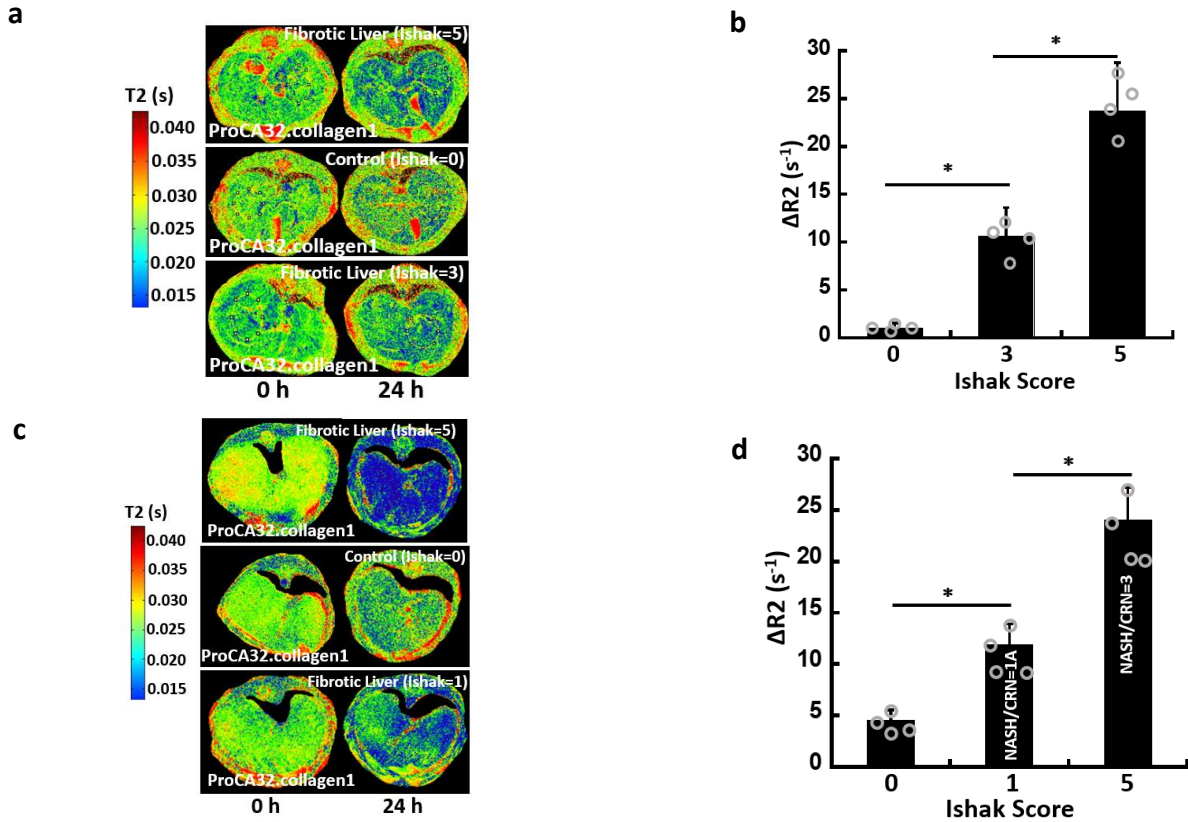 a
T2 (s)
0.040
0.035
0.030
0.025
0.020
0.015
Fibrotic Liver (Ishak=5)
ProCA32.collagen1
Control (Ishak=0)
ProCA32.collagen1
Fibrotic Liver (Ishak=3)
ProCA32.collagen1
0 h 24 h
b
ΔR2 (s-1)
30
25
20
15
10
5
0
*
*
0 3 5
Ishak Score
c
T2 (s)
0.040
0.030
0.020
0.015
Fibrotic Liver (Ishak=5)
ProCA32.collagen1
Control (Ishak=0)
ProCA32.collagen1
Fibrotic Liver (Ishak=1)
ProCA32.collagen1
0 h 24 h
d
ΔR2 (s-1)
30
25
20
15
10
5
0
*
*
NASH/CRN=1A
NASH/CRN=3
0 1 5
Ishak Score